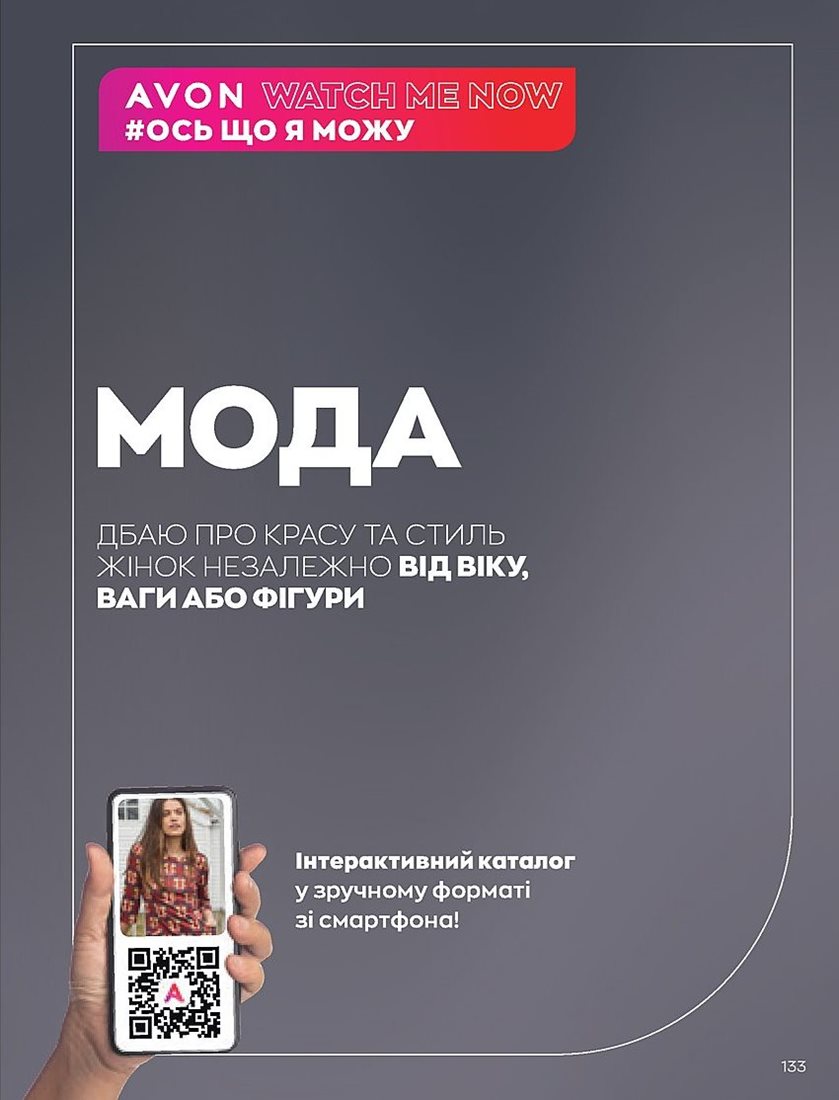 AVON WATCH ME NOW
#ОСЬ ЩО Я МОЖУ
МОДА
ДБАЮ ПРО КРАСУ ТА СТИЛЬ
ЖІНОК НЕЗАЛЕЖНО ВІД ВІКУ,
ВАГИ АБО ФІГУРИ
Інтерактивний каталог
у зручному форматі
зі смартфона!
A
133